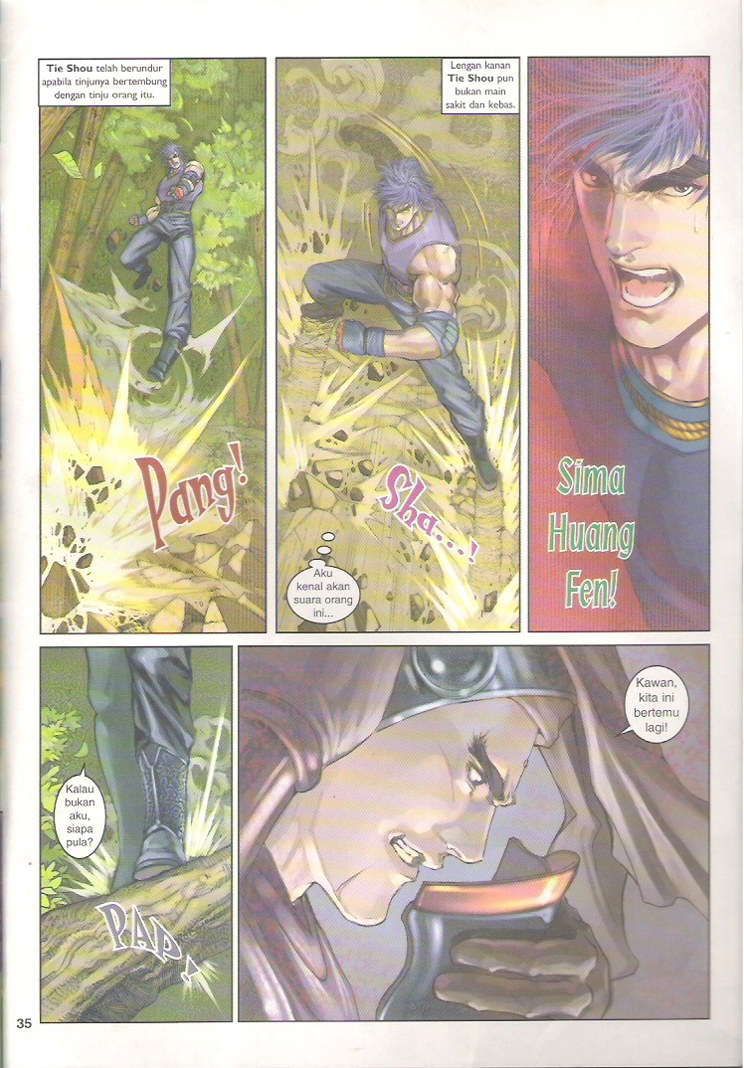 Tie Shou telah berundur
apabila tinjunya bertembung
dengan tinju orang itu.
Pang!
Lengan kanan
Tie Shou pun
bukan main
sakit dan kebas.
Sha...!
Aku
kenal akan
suara orang
ini...
Sima
Huang
Fen!
Kalau
bukan
aku,
siapa
pula?
PAP!
Kawan,
kita ini
bertemu
lagi!
35